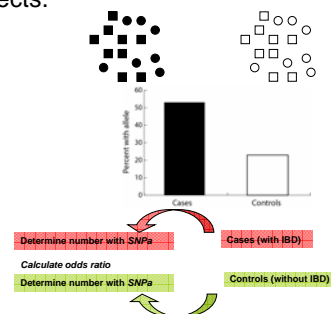 ects.
60
50
40
30
20
10
0
Percent with allele
Cases
Controls
Determine number with SNPa
Cases (with IBD)
Calculate odds ratio
Determine number with SNPa
Controls (without IBD)